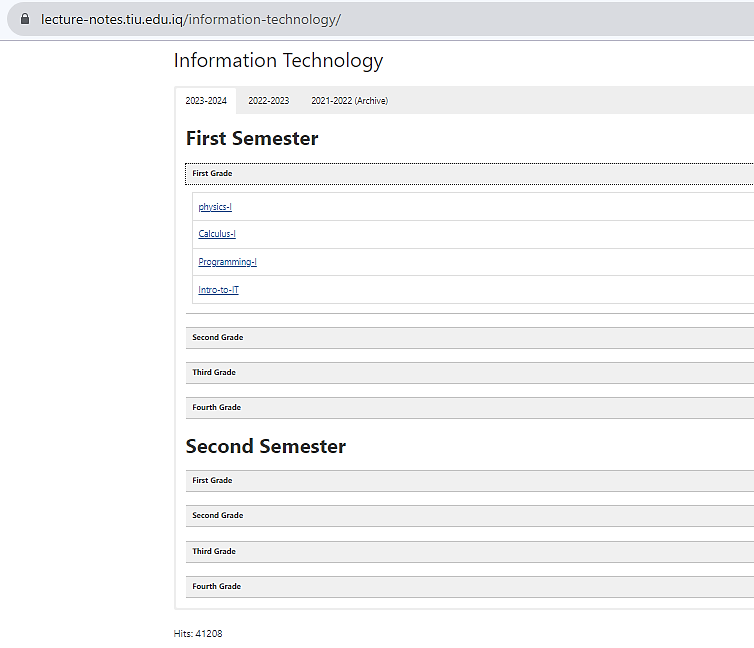 lecture-notes.tiu.edu.iq/information-technology/
Information Technology
2023-2024 2022-2023 2021-2022 (Archive)
First Semester
First Grade
physics-I
Calculus-I
Programming-I
Intro-to-IT
Second Grade
Third Grade
Fourth Grade
Second Semester
First Grade
Second Grade
Third Grade
Fourth Grade
Hits: 41208